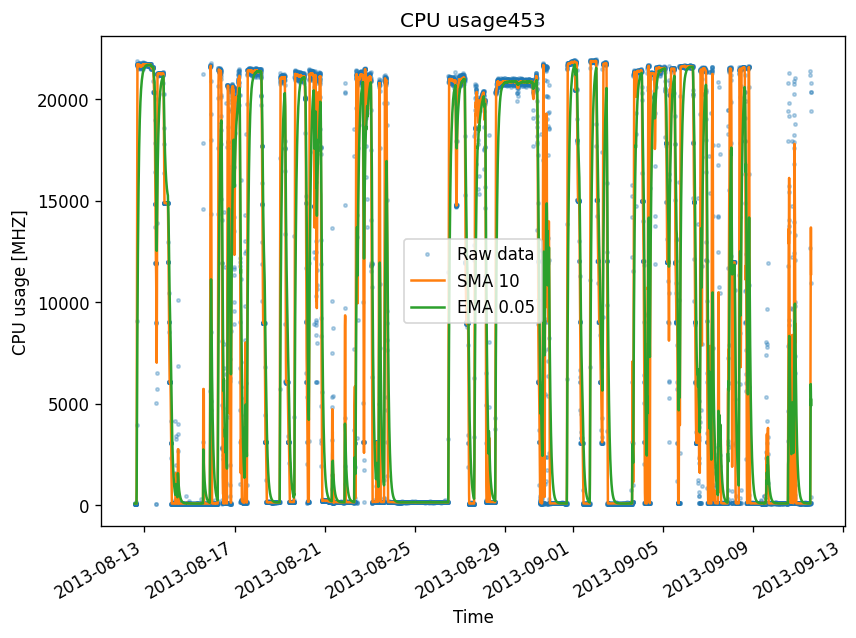 CPU usage453
CPU usage [MHZ]
20000
15000
10000
5000
0
Raw data
SMA 10
EMA 0.05
2013-08-13
2013-08-17
2013-08-21
2013-08-25
2013-08-29
2013-09-01
2013-09-05
2013-09-09
2013-09-13
Time